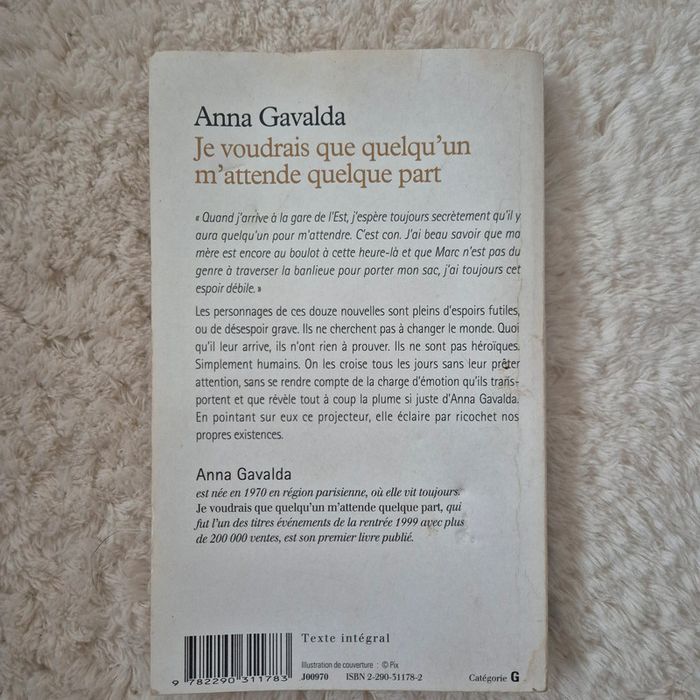 Anna Gavalda
Je voudrais que quelqu'un
m'attende quelque part
« Quand j'arrive à la gare de l'Est, j'espère toujours secrètement qu'il y
aura quelqu'un pour m'attendre. C'est con. J'ai beau savoir que ma
mère est encore au boulot à cette heure-là et que Marc n'est pas du
genre à traverser la banlieue pour porter mon sac, j'ai toujours cet
espoir débile. »
Les personnages de ces douze nouvelles sont pleins d'espoirs futiles,
ou de désespoir grave. Ils ne cherchent pas à changer le monde. Quoi
qu'il leur arrive, ils n'ont rien à prouver. Ils ne sont pas héroïques.
Simplement humains. On les croise tous les jours sans leur prêter
attention, sans se rendre compte de la charge d'émotion qu'ils trans-
portent et que révèle tout à coup la plume si juste d'Anna Gavalda.
En pointant sur eux ce projecteur, elle éclaire par ricochet nos
propres existences.
Anna Gavalda
est née en 1970 en région parisienne, où elle vit toujours.
Je voudrais que quelqu'un m'attende quelque part, qui
fut l'un des titres événements de la rentrée 1999 avec plus
de 200 000 ventes, est son premier livre publié.
Texte intégral
Illustration de couverture : © Pix
9 782290 311783
J00970 ISBN 2-290-31178-2 Catégorie G